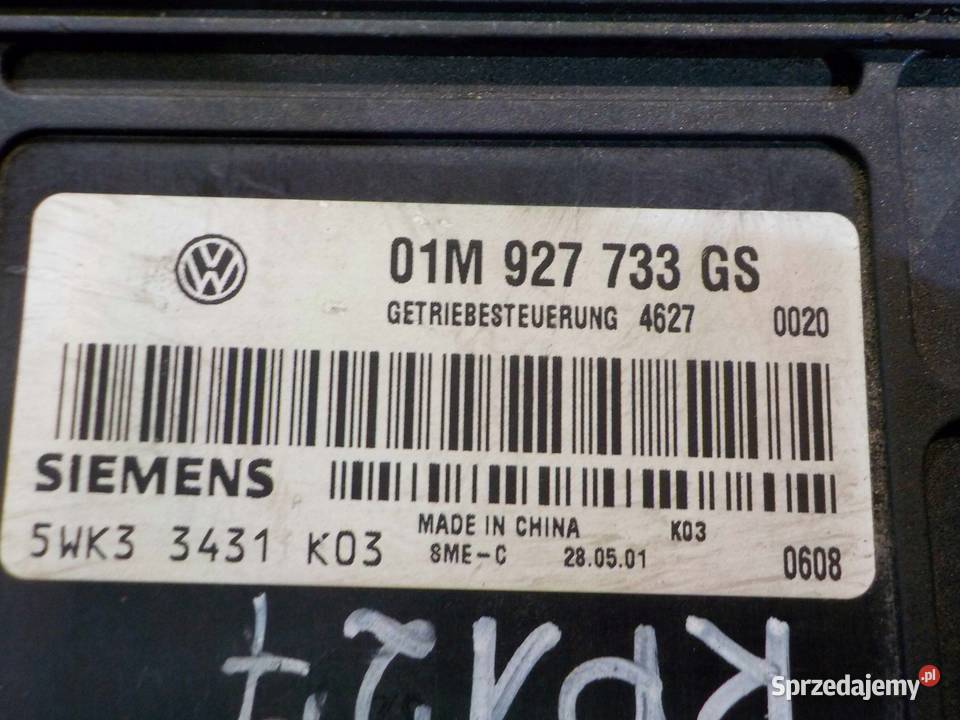 01M 927 733 GS
GETRIEBESTEUERUNG 4627 0020
SIEMENS
MADE IN CHINA K03
5WK3 3431 K03 8ME-C 28.05.01 0608
Sprzedajemy.pl